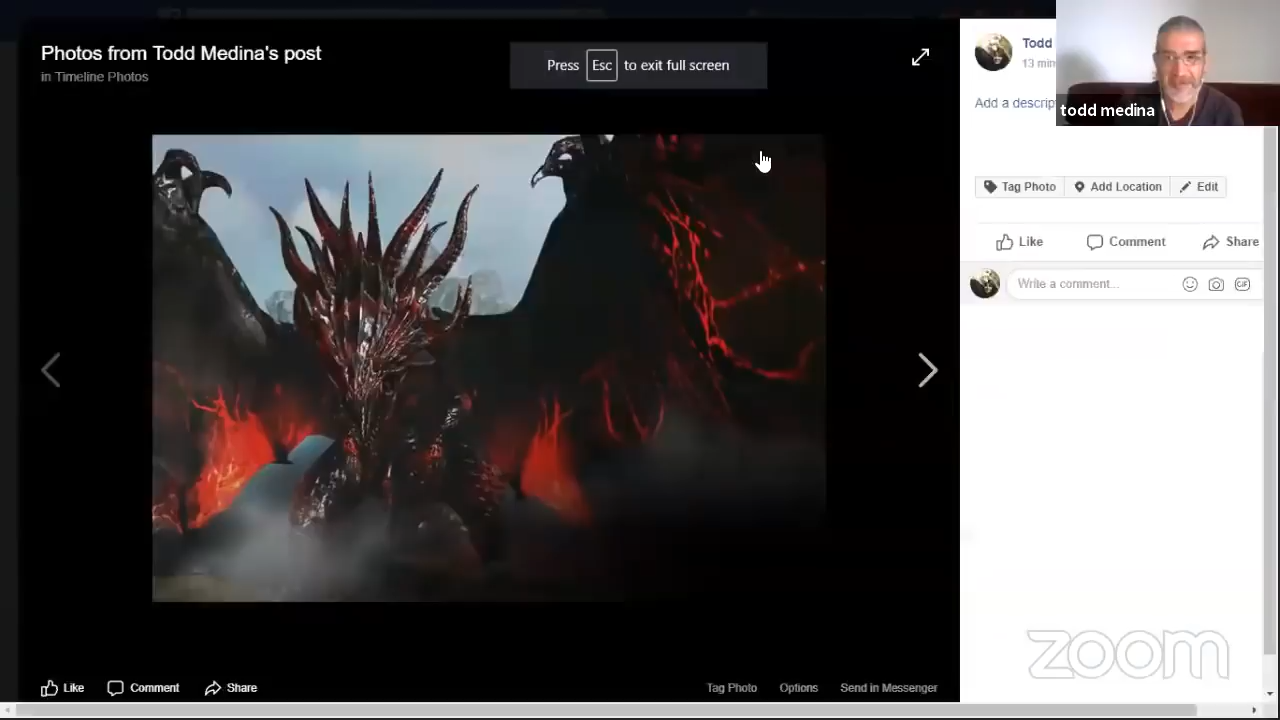 Photos from Todd Medina's post
in Timeline Photos
Press Esc to exit full screen
Todd
13 min
Add a descrip
todd medina
Tag Photo
Add Location
Edit
Like
Comment
Share
Write a comment...
GIF
zoom
Like
Comment
Share
Tag Photo
Options
Send in Messenger